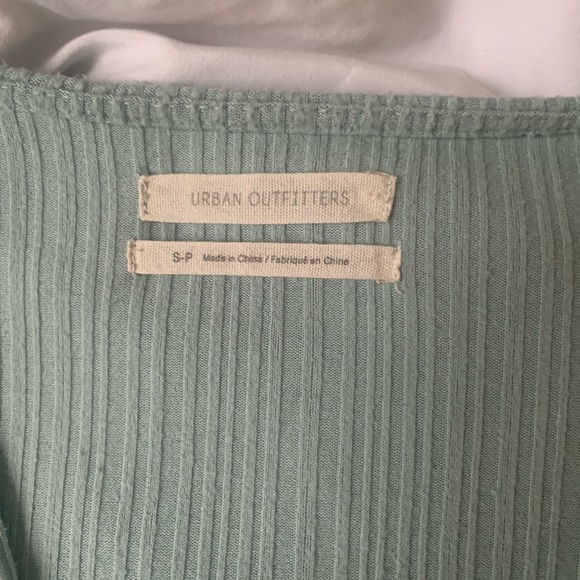 URBAN OUTFITTERS
S-P Made in China / Fabriqué en Chine